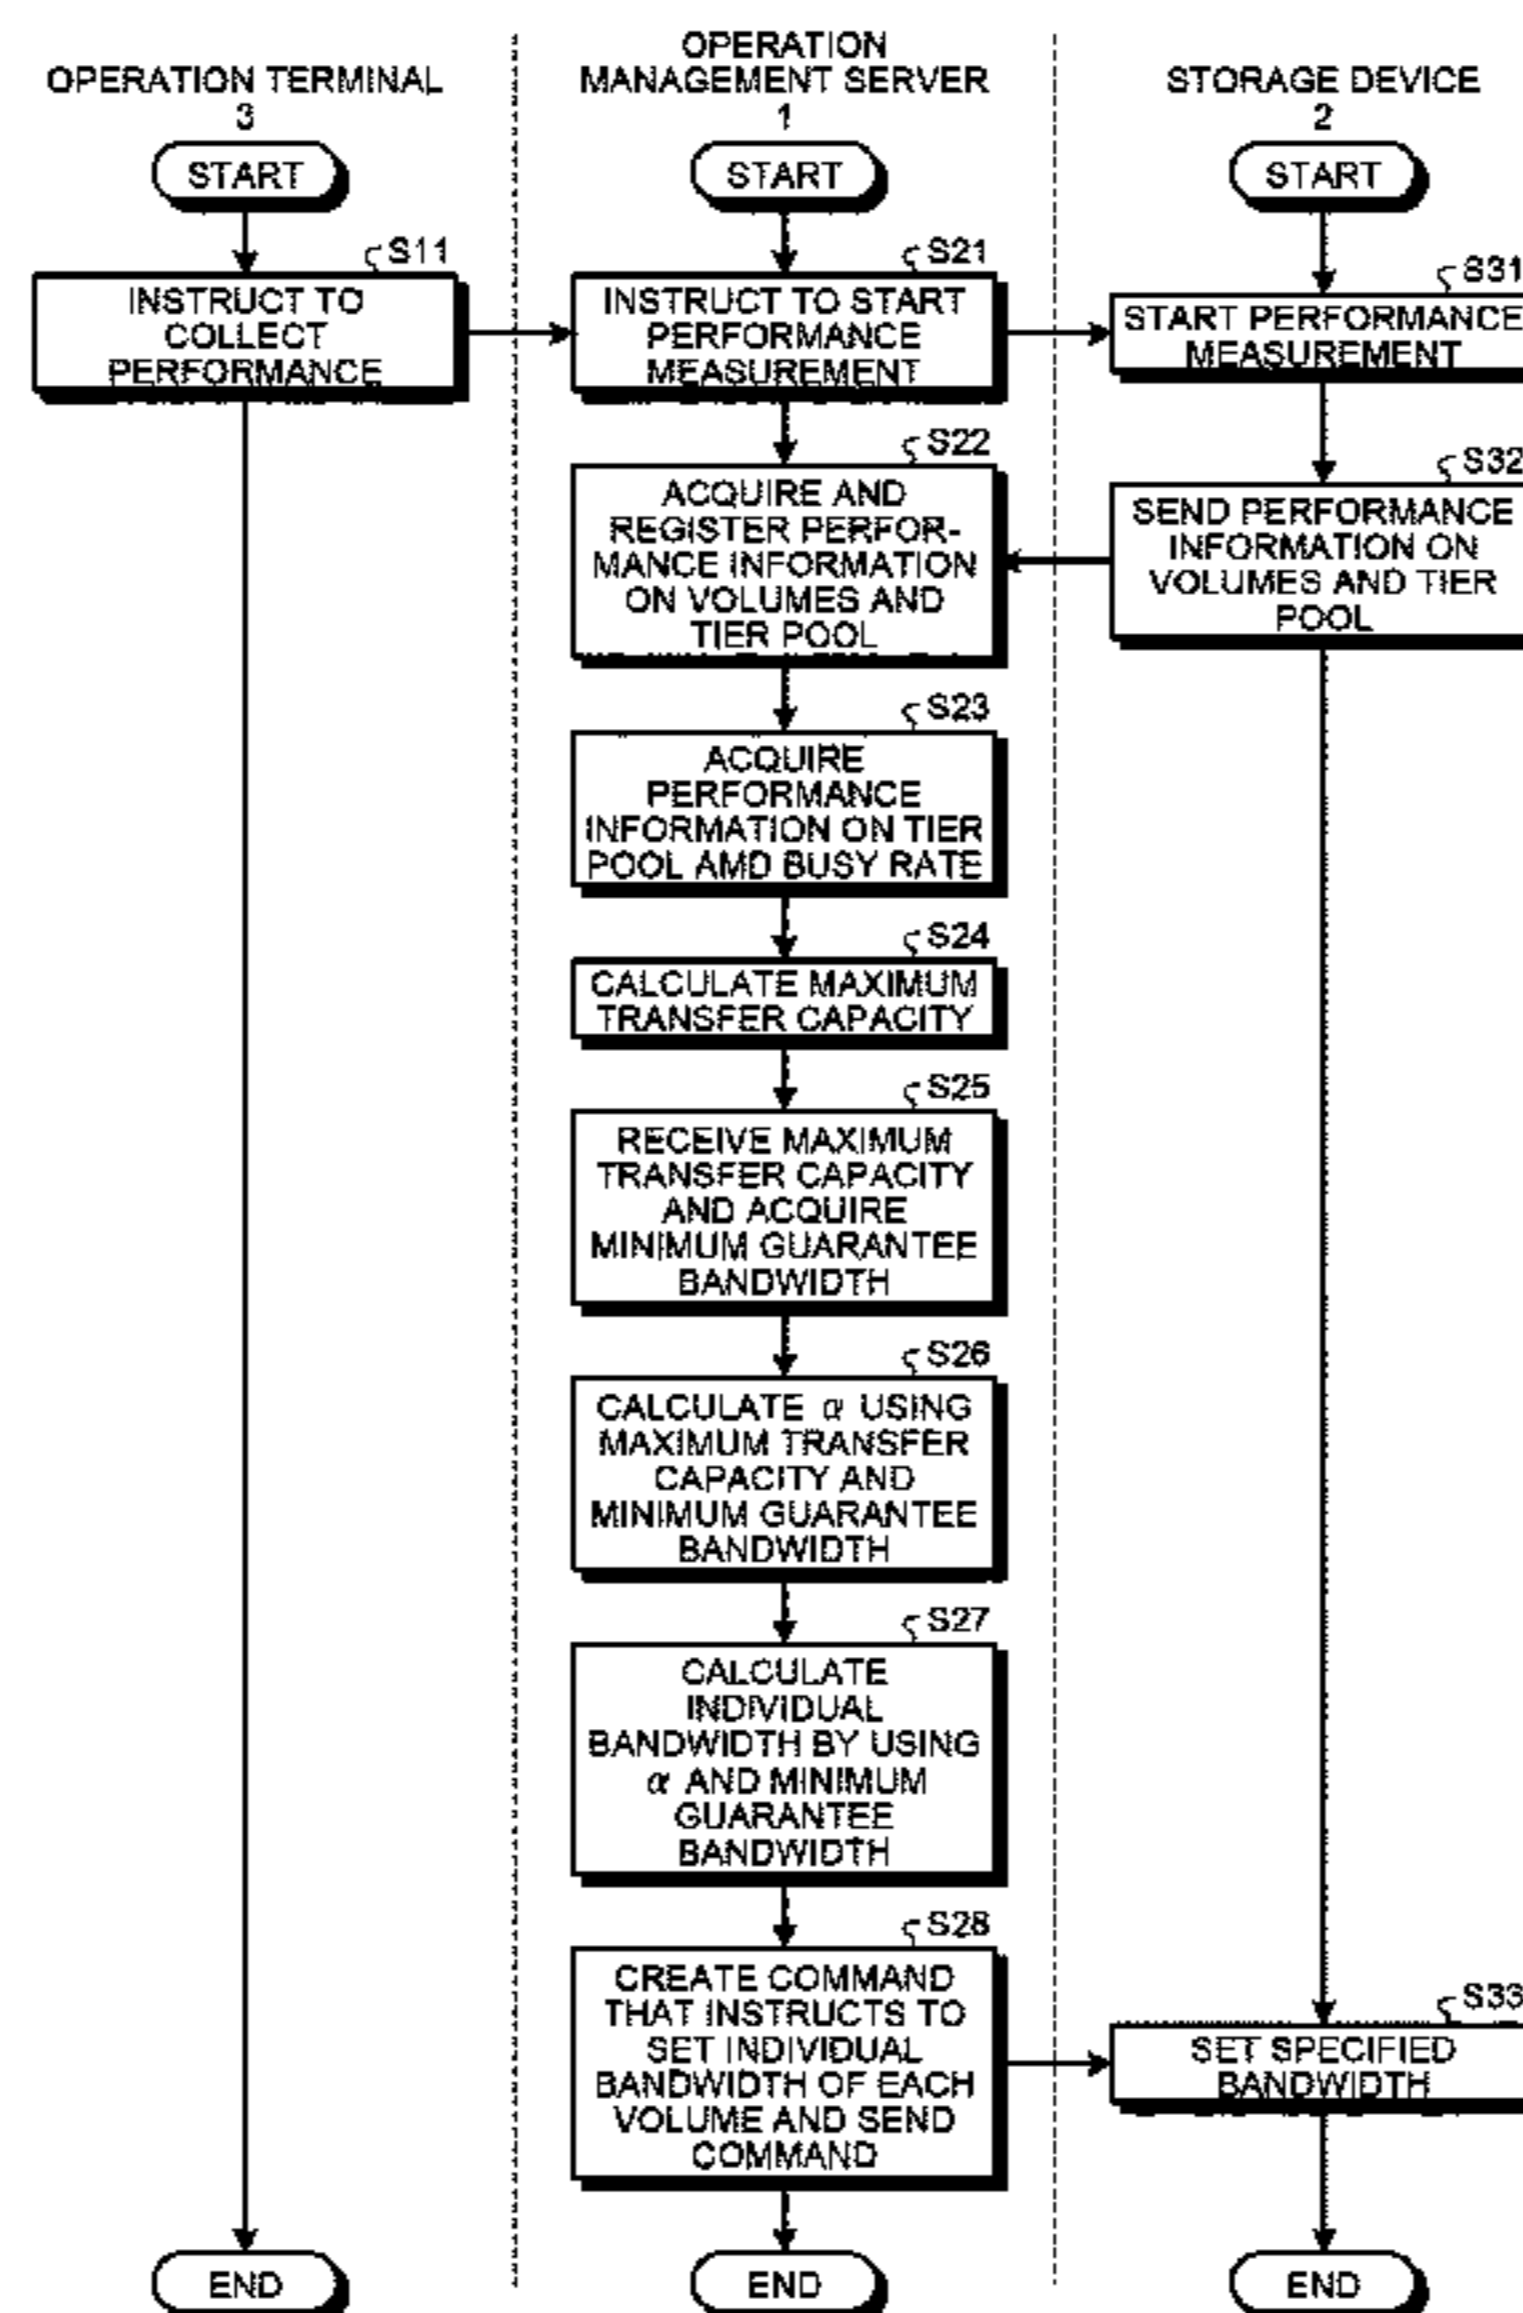 OPERATION TERMINAL
3
START
S11
INSTRUCT TO
COLLECT
PERFORMANCE
END
OPERATION
MANAGEMENT SERVER
1
START
S21
INSTRUCT TO START
PERFORMANCE
MEASUREMENT
S22
ACQUIRE AND
REGISTER PERFOR-
MANCE INFORMATION
ON VOLUMES AND
TIER POOL
S23
ACQUIRE
PERFORMANCE
INFORMATION ON TIER
POOL AMD BUSY RATE
S24
CALCULATE MAXIMUM
TRANSFER CAPACITY
S25
RECEIVE MAXIMUM
TRANSFER CAPACITY
AND ACQUIRE
MINIMUM GUARANTEE
BANDWIDTH
S26
CALCULATE α USING
MAXIMUM TRANSFER
CAPACITY AND
MINIMUM GUARANTEE
BANDWIDTH
S27
CALCULATE
INDIVIDUAL
BANDWIDTH BY USING
α AND MINIMUM
GUARANTEE
BANDWIDTH
S28
CREATE COMMAND
THAT INSTRUCTS TO
SET INDIVIDUAL
BANDWIDTH OF EACH
VOLUME AND SEND
COMMAND
END
STORAGE DEVICE
2
START
S31
START PERFORMANCE
MEASUREMENT
S32
SEND PERFORMANCE
INFORMATION ON
VOLUMES AND TIER
POOL
S33
SET SPECIFIED
BANDWIDTH
END